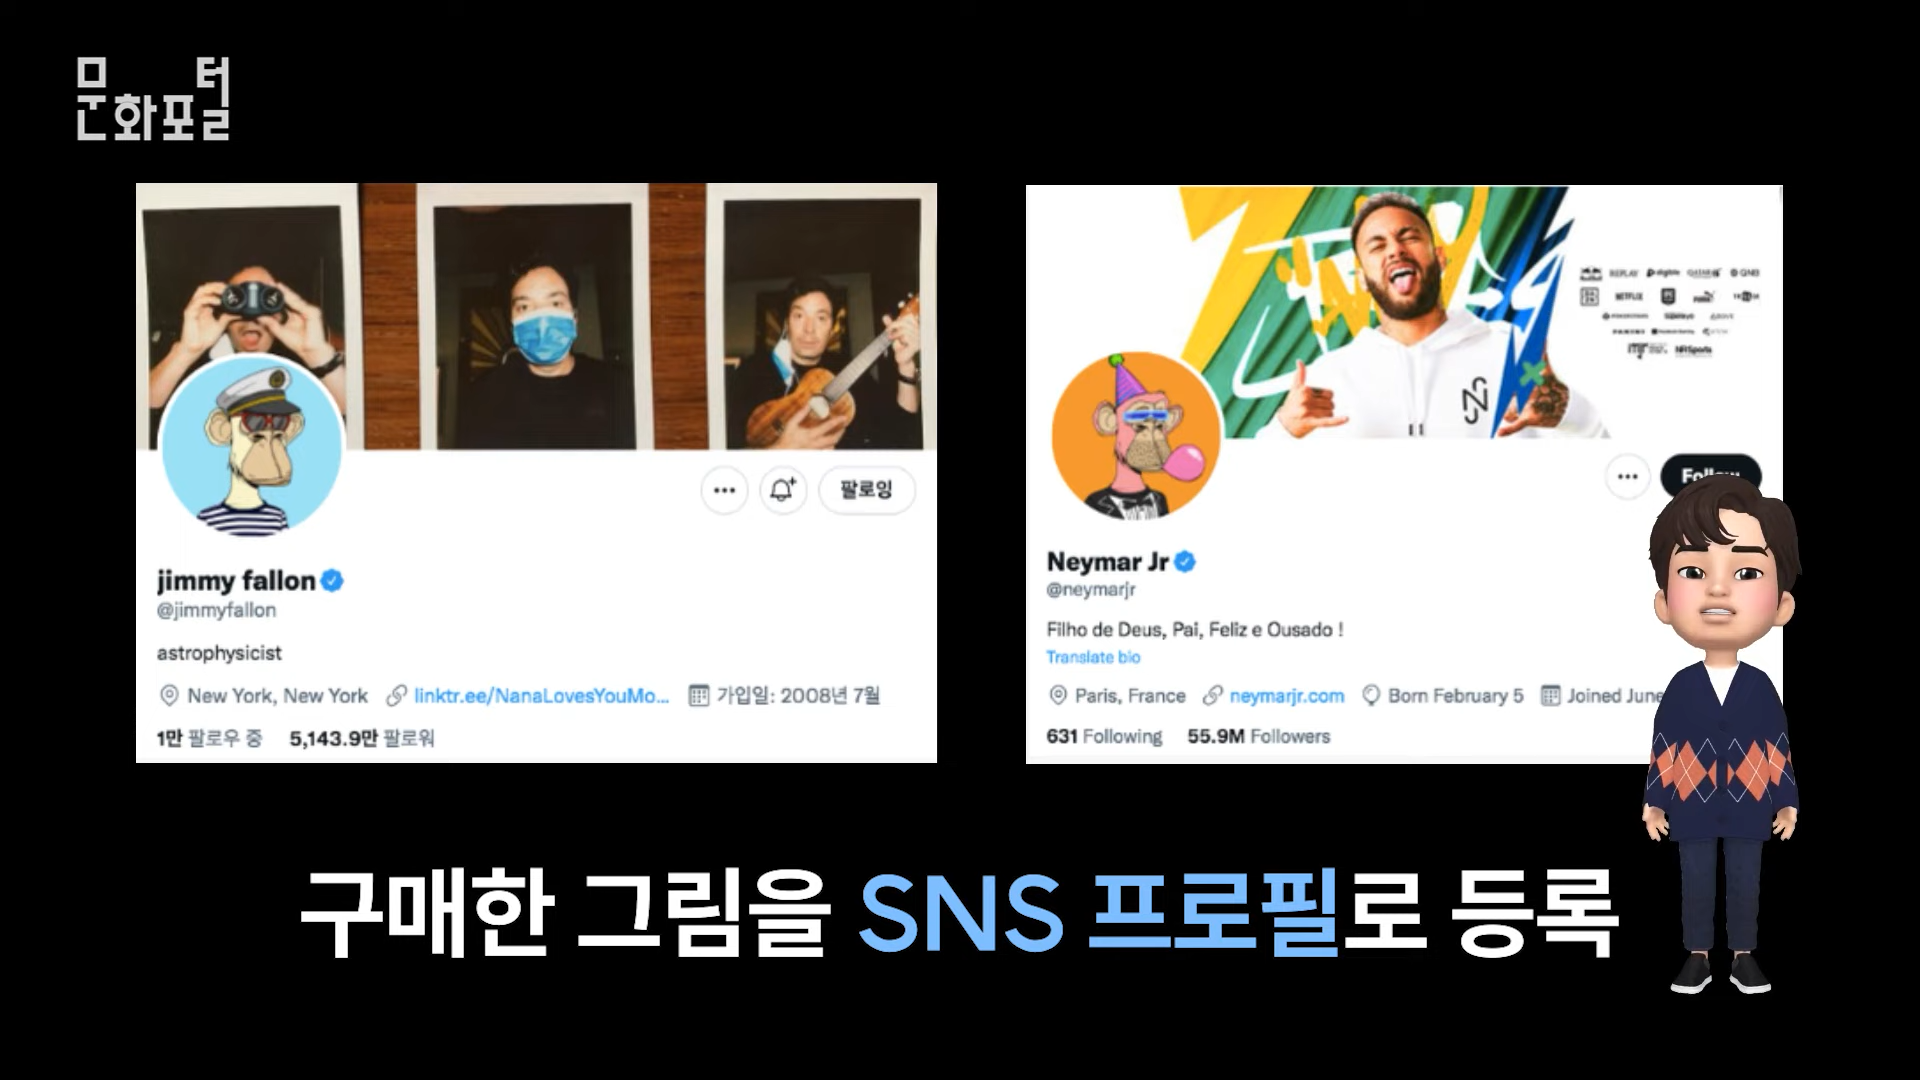 문화포털
REPLAY
NETFLIX
NRSports
팔로잉
jimmy fallon
@jimmyfallon
astrophysicist
New York, New York linktr.ee/NanaLovesYouMo... 가입일: 2008년 7월
1만 팔로우 중 5,143.9만 팔로워
Neymar Jr
@neymarjr
Filho de Deus, Pai, Feliz e Ousado !
Translate bio
Paris, France neymarjr.com Born February 5 Joined June
631 Following 55.9M Followers
구매한 그림을 SNS 프로필로 등록